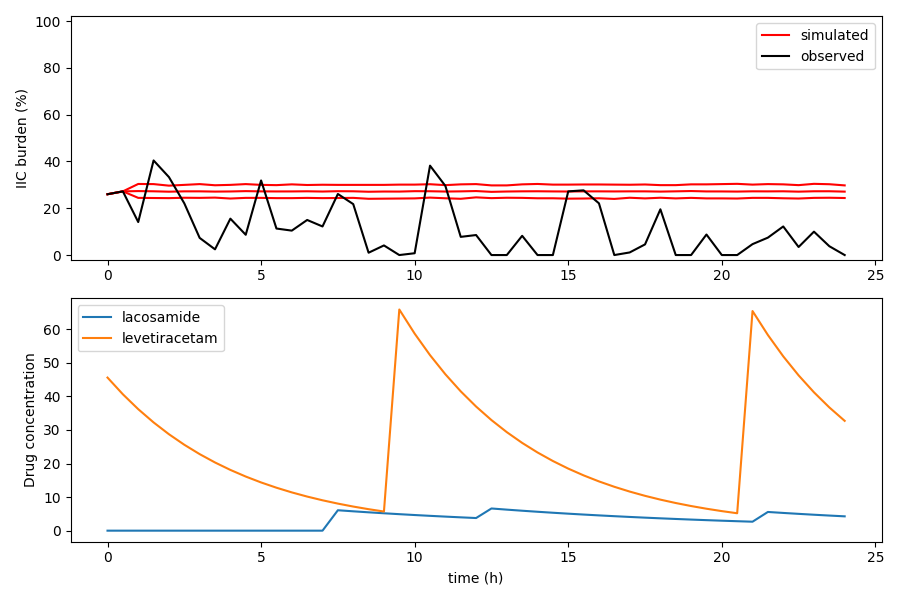 IIC burden (%)
100
80
60
40
20
0
simulated
observed
0 5 10 15 20 25
Drug concentration
60
50
40
30
20
10
0
lacosamide
levetiracetam
0 5 10 15 20 25
time (h)